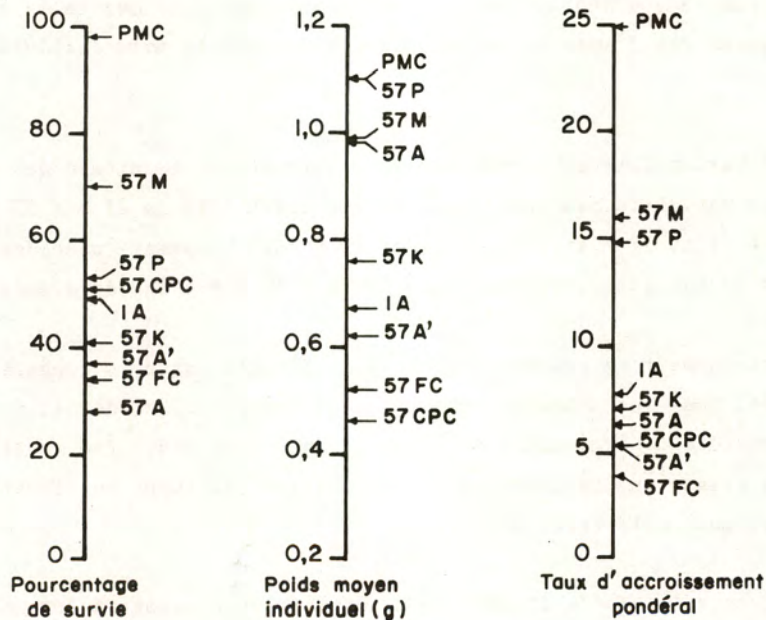 100
PMC
80
57 M
60
57 P
57 CPC
1A
40
57 K
57 A'
57 FC
57 A
20
0
Pourcentage
de survie
1,2
PMC
57 P
1,0
57 M
57 A
0,8
57 K
1A
57 A'
0,6
57 FC
57 CPC
0,4
0,2
Poids moyen
individuel (g)
25
PMC
20
57 M
15
57 P
10
1A
57 K
57 A
57 CPC
5
57 A'
57 FC
0
Taux d'accroissement
pondéral